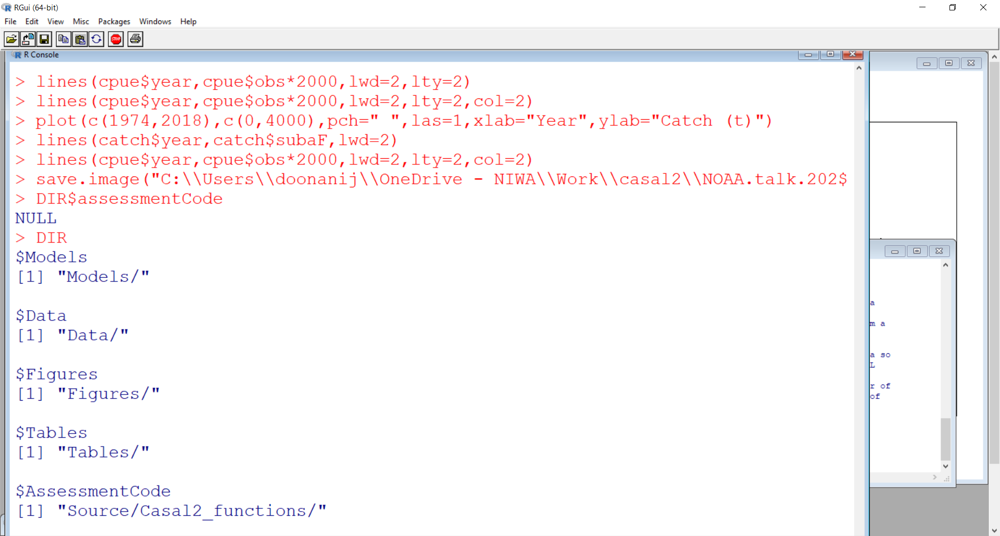 RGui (64-bit)
File Edit View Misc Packages Windows Help
STOP
R Console
> lines(cpue$year,cpue$obs*2000,lwd=2,lty=2)
> lines(cpue$year,cpue$obs*2000,lwd=2,lty=2,col=2)
> plot(c(1974,2018),c(0,4000),pch=" ",las=1,xlab="Year",ylab="Catch (t)")
> lines(catch$year,catch$subaF,lwd=2)
> lines(cpue$year,cpue$obs*2000,lwd=2,lty=2,col=2)
> save.image("C:\\Users\\doonanij\\OneDrive - NIWA\\Work\\casal2\\NOAA.talk.202$
> DIR$assessmentCode
NULL
> DIR
$Models
[1] "Models/"
$Data
[1] "Data/"
$Figures
[1] "Figures/"
$Tables
[1] "Tables/"
$AssessmentCode
[1] "Source/Casal2_functions/"
a
m a
a so
L
r of
of